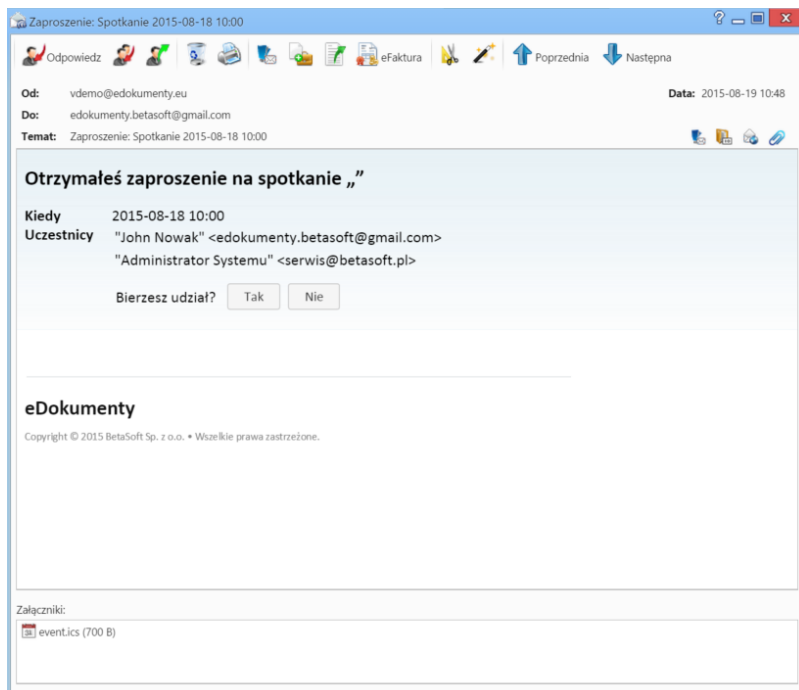 Zaproszenie: Spotkanie 2015-08-18 10:00
Odpowiedz eFaktura Poprzednia Następna
Od: vdemo@edokumenty.eu Data: 2015-08-19 10:48
Do: edokumenty.betasoft@gmail.com
Temat: Zaproszenie: Spotkanie 2015-08-18 10:00
Otrzymałeś zaproszenie na spotkanie „”
Kiedy 2015-08-18 10:00
Uczestnicy "John Nowak" <edokumenty.betasoft@gmail.com>
"Administrator Systemu" <serwis@betasoft.pl>
Bierzesz udział? Tak Nie
eDokumenty
Copyright © 2015 BetaSoft Sp. z o.o. • Wszelkie prawa zastrzeżone.
Załączniki:
event.ics (700 B)